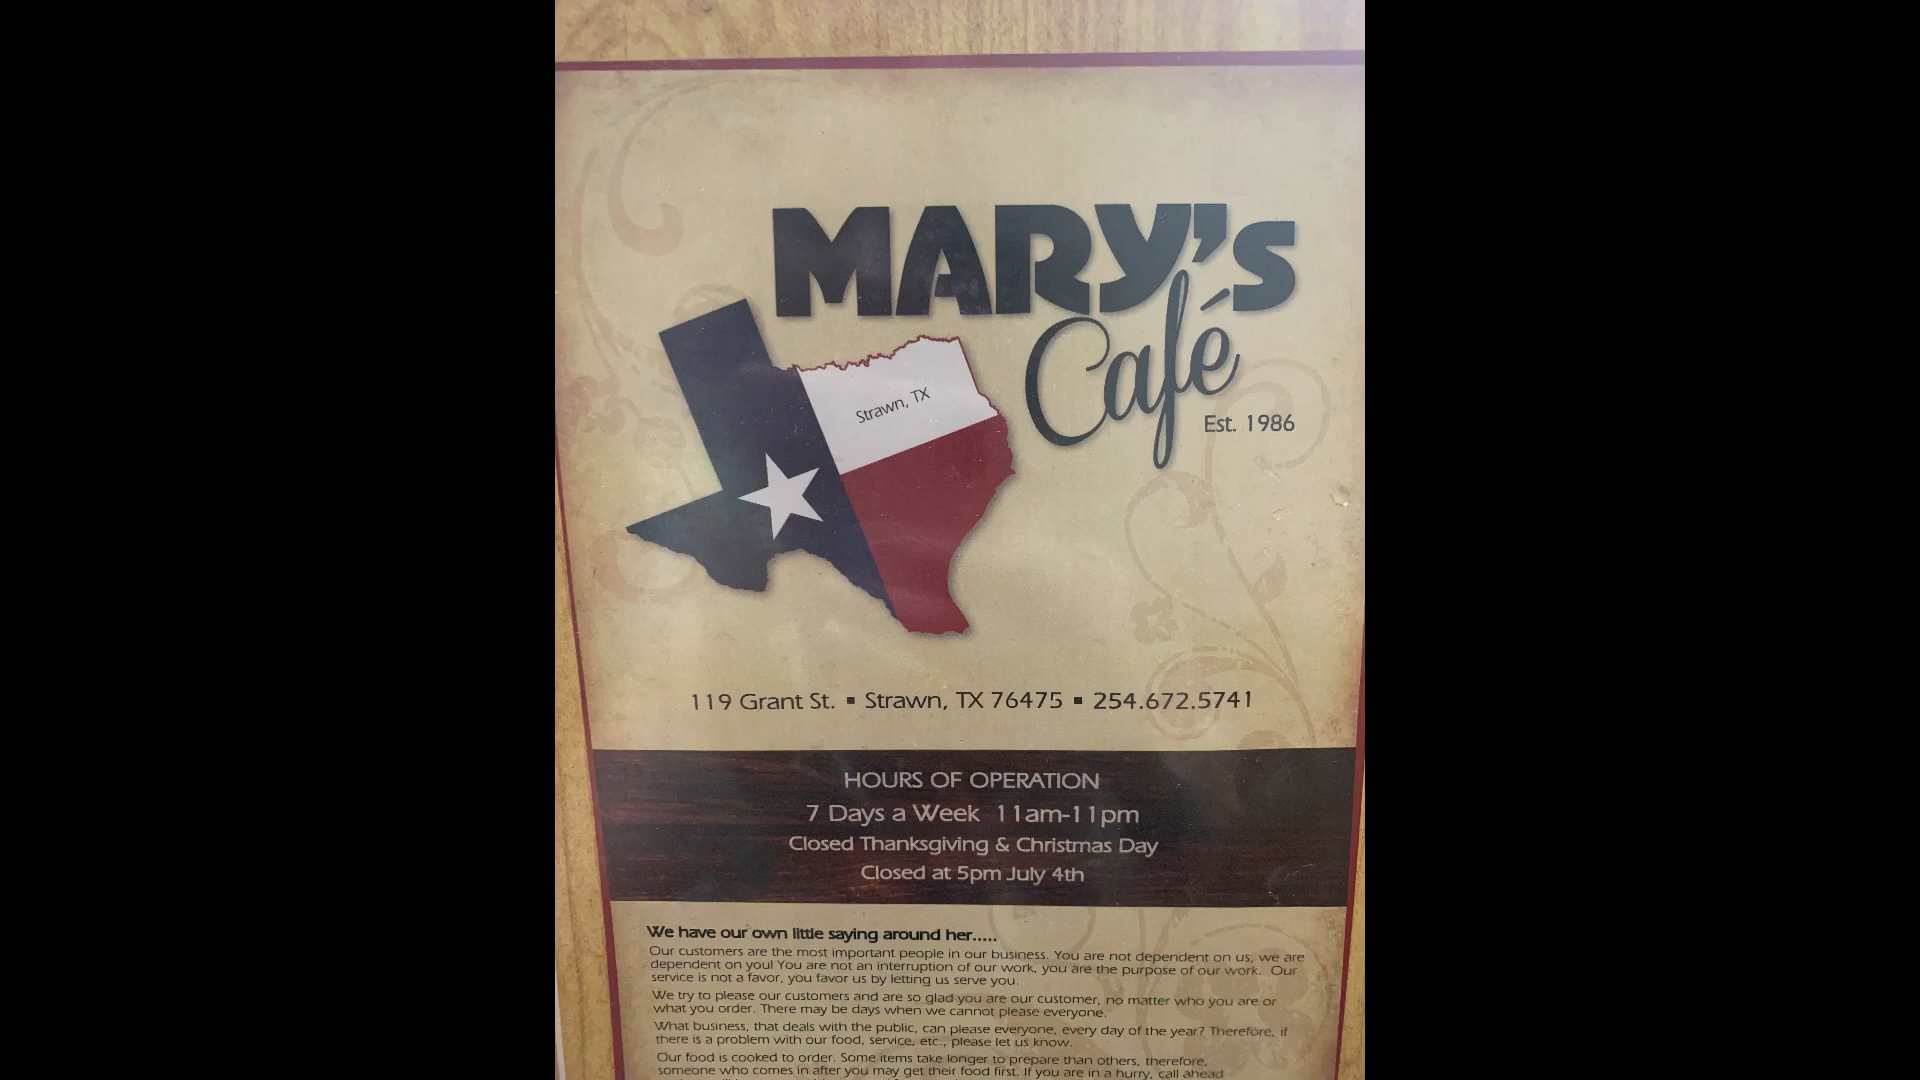 MARY'S
Café
Est. 1986
Strawn, TX
119 Grant St. ▪ Strawn, TX 76475 ▪ 254.672.5741
HOURS OF OPERATION
7 Days a Week 11am-11pm
Closed Thanksgiving & Christmas Day
Closed at 5pm July 4th
We have our own little saying around her.....
Our customers are the most important people in our business. You are not dependent on us, we are
dependent on you! You are not an interruption of our work, you are the purpose of our work. Our
service is not a favor, you favor us by letting us serve you.
We try to please our customers and are so glad you are our customer, no matter who you are or
what you order. There may be days when we cannot please everyone.
What business, that deals with the public, can please everyone, every day of the year? Therefore, if
there is a problem with our food, service, etc., please let us know.
Our food is cooked to order. Some items take longer to prepare than others, therefore,
someone who comes in after you may get their food first. If you are in a hurry, call ahead